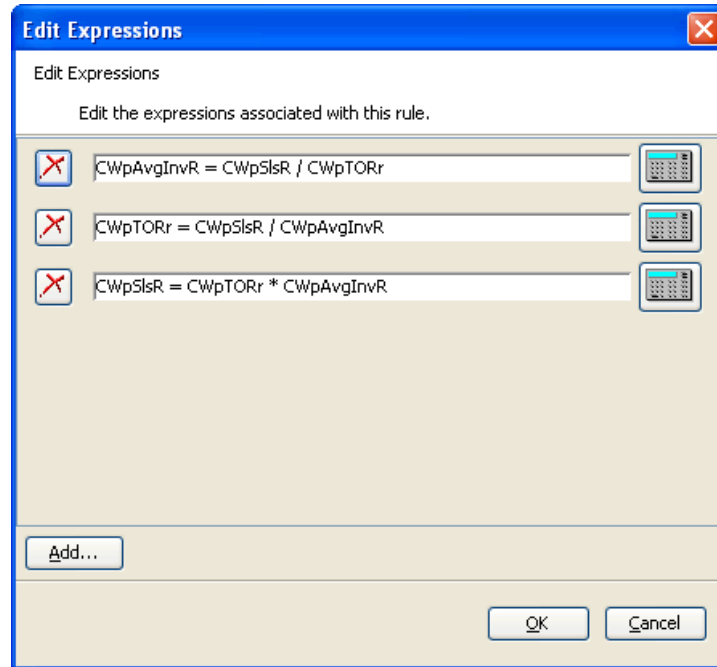 Edit Expressions
Edit Expressions
Edit the expressions associated with this rule.
CWpAvgInvR = CWpSlsR / CWpTORr
CWpTORr = CWpSlsR / CWpAvgInvR
CWpSlsR = CWpTORr * CWpAvgInvR
Add...
OK Cancel